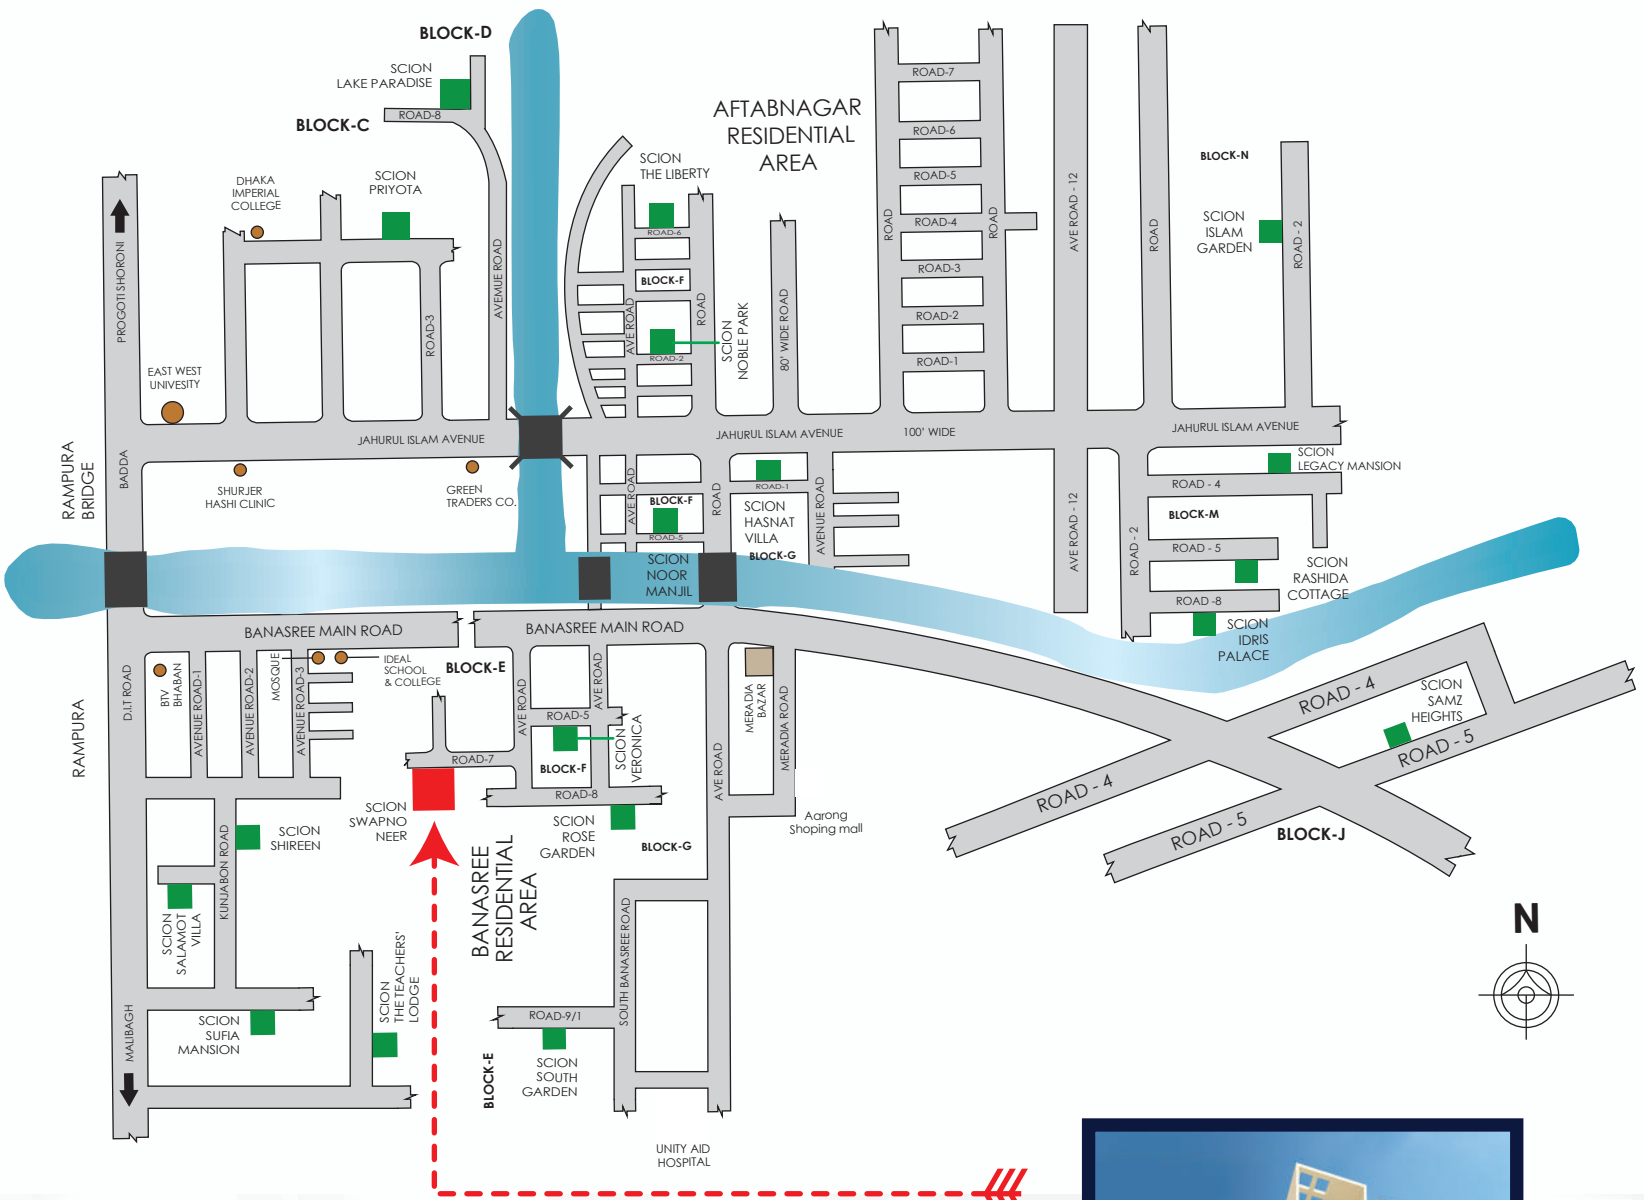 BLOCK-D
SCION
LAKE PARADISE
ROAD-8
BLOCK-C
AFTABNAGAR
RESIDENTIAL
AREA
ROAD-7
ROAD-6
ROAD-5
ROAD-4
ROAD-3
ROAD-2
ROAD-1
ROAD
ROAD
AVE ROAD - 12
ROAD
BLOCK-N
SCION
ISLAM
GARDEN
ROAD - 2
DHAKA
IMPERIAL
COLLEGE
SCION
PRIYOTA
SCION
THE LIBERTY
ROAD-6
BLOCK-F
AVE ROAD
ROAD
ROAD-2
SCION
NOBLE PARK
80' WIDE ROAD
PROGOTI SHORONI
ROAD-3
AVEMUE ROAD
EAST WEST
UNIVESITY
JAHURUL ISLAM AVENUE
JAHURUL ISLAM AVENUE
100' WIDE
JAHURUL ISLAM AVENUE
RAMPURA
BRIDGE
BADDA
SHURJER
HASHI CLINIC
GREEN
TRADERS CO.
AVE ROAD
BLOCK-F
ROAD-5
ROAD
ROAD-1
SCION
HASNAT
VILLA
BLOCK-G
AVENUE ROAD
SCION
NOOR
MANJIL
AVE ROAD - 12
SCION
LEGACY MANSION
ROAD - 4
BLOCK-M
ROAD - 5
ROAD - 2
SCION
RASHIDA
COTTAGE
ROAD -8
SCION
IDRIS
PALACE
BANASREE MAIN ROAD
BANASREE MAIN ROAD
RAMPURA
D.I.T ROAD
BTV
BHABAN
AVENUE ROAD-1
AVENUE ROAD-2
MOSQUE
AVENUE ROAD-3
IDEAL
SCHOOL
& COLLEGE
BLOCK-E
AVE ROAD
AVE ROAD
ROAD-5
SCION
VERONICA
BLOCK-F
ROAD-7
ROAD-8
AVE ROAD
MERADIA
BAZAR
MERADIA ROAD
Aarong
Shoping mall
ROAD - 4
ROAD - 4
SCION
SAMZ
HEIGHTS
ROAD - 5
ROAD - 5
BLOCK-J
SCION
SWAPNO
NEER
SCION
ROSE
GARDEN
BLOCK-G
SCION
SHIREEN
KUNJABON ROAD
SCION
SALAMOT
VILLA
BANASREE
RESIDENTIAL
AREA
SOUTH BANASREE ROAD
SCION
THE TEACHERS'
LODGE
SCION
SUFIA
MANSION
MALIBAGH
ROAD-9/1
SCION
SOUTH
GARDEN
BLOCK-E
UNITY AID
HOSPITAL
N